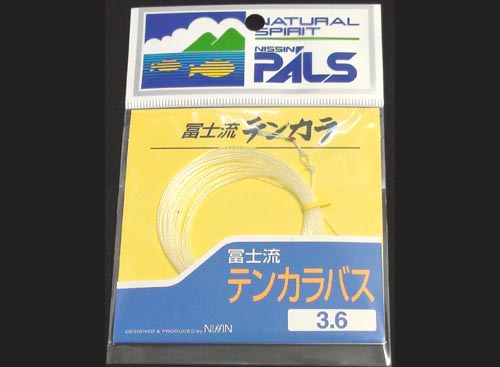 NATURAL
SPIRIT
NISSIN
PALS
冨士流 テンカラ
冨士流
テンカラバス
3.6
DESIGNED & PRODUCED by NISSIN